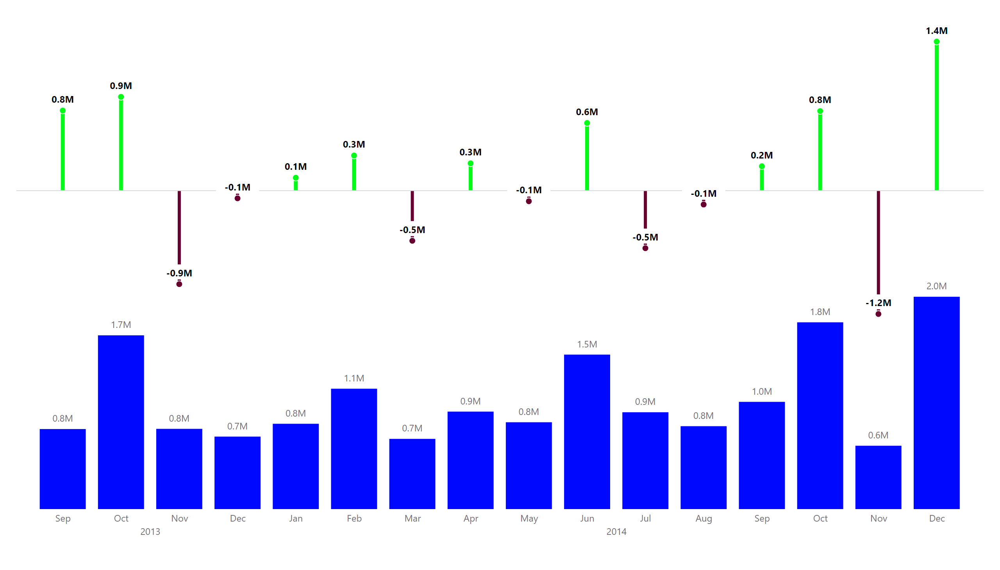 1.4M
0.8M 0.9M 0.6M 0.8M
-0.1M 0.1M 0.3M 0.3M -0.1M -0.1M 0.2M
-0.9M -0.5M -0.5M -1.2M
0.8M 1.7M 0.8M 0.7M 0.8M 1.1M 0.7M 0.9M 0.8M 1.5M 0.9M 0.8M 1.0M 1.8M 0.6M 2.0M
Sep Oct Nov Dec Jan Feb Mar Apr May Jun Jul Aug Sep Oct Nov Dec
2013 2014